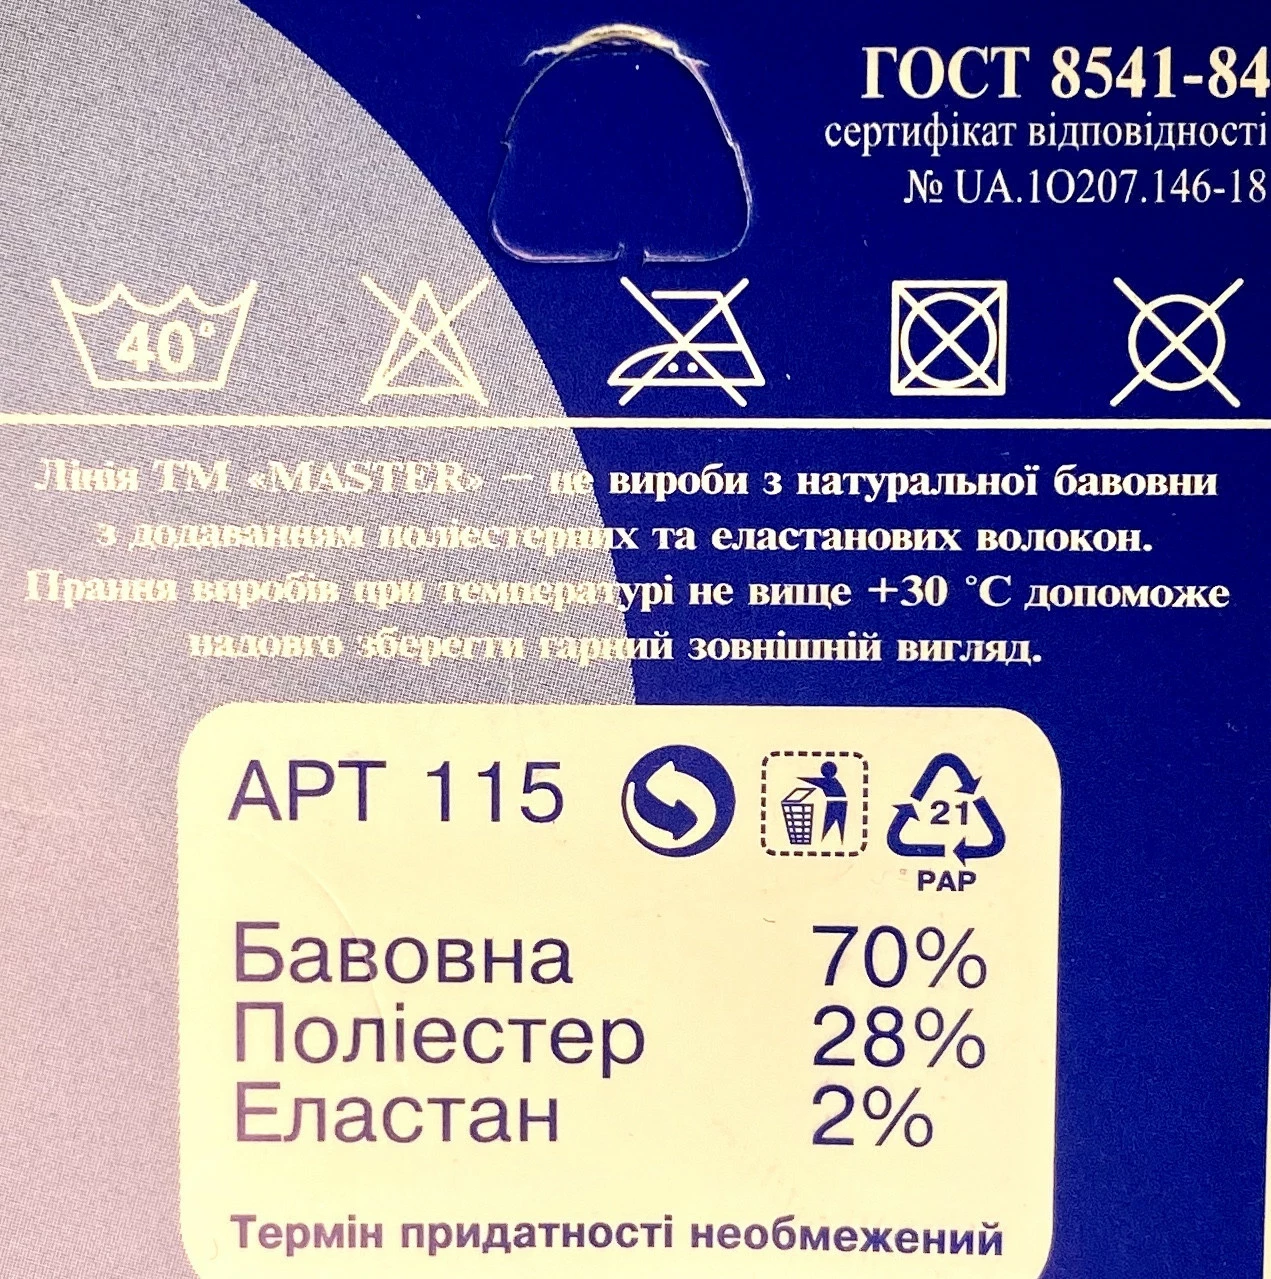 ГОСТ 8541-84
сертифікат відповідності
№ UA.1О207.146-18
40°
Лінія ТМ «MASTER» — це вироби з натуральної бавовни
з додаванням поліестерних та еластанових волокон.
Прання виробів при температурі не вище +30 °C допоможе
надовго зберегти гарний зовнішній вигляд.
АРТ 115
21
PAP
Бавовна 70%
Поліестер 28%
Еластан 2%
Термін придатності необмежений